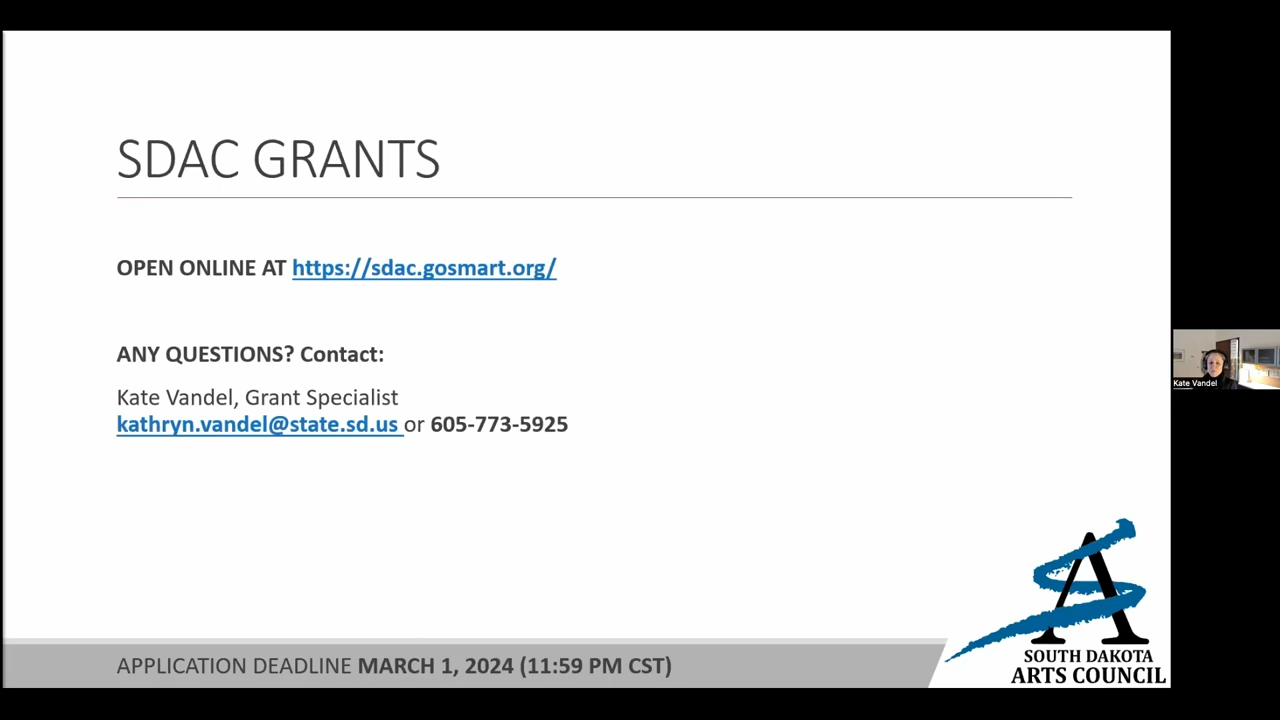 SDAC GRANTS
OPEN ONLINE AT https://sdac.gosmart.org/
ANY QUESTIONS? Contact:
Kate Vandel, Grant Specialist
kathryn.vandel@state.sd.us or 605-773-5925
Kate Vandel
APPLICATION DEADLINE MARCH 1, 2024 (11:59 PM CST)
SA
SOUTH DAKOTA
ARTS COUNCIL